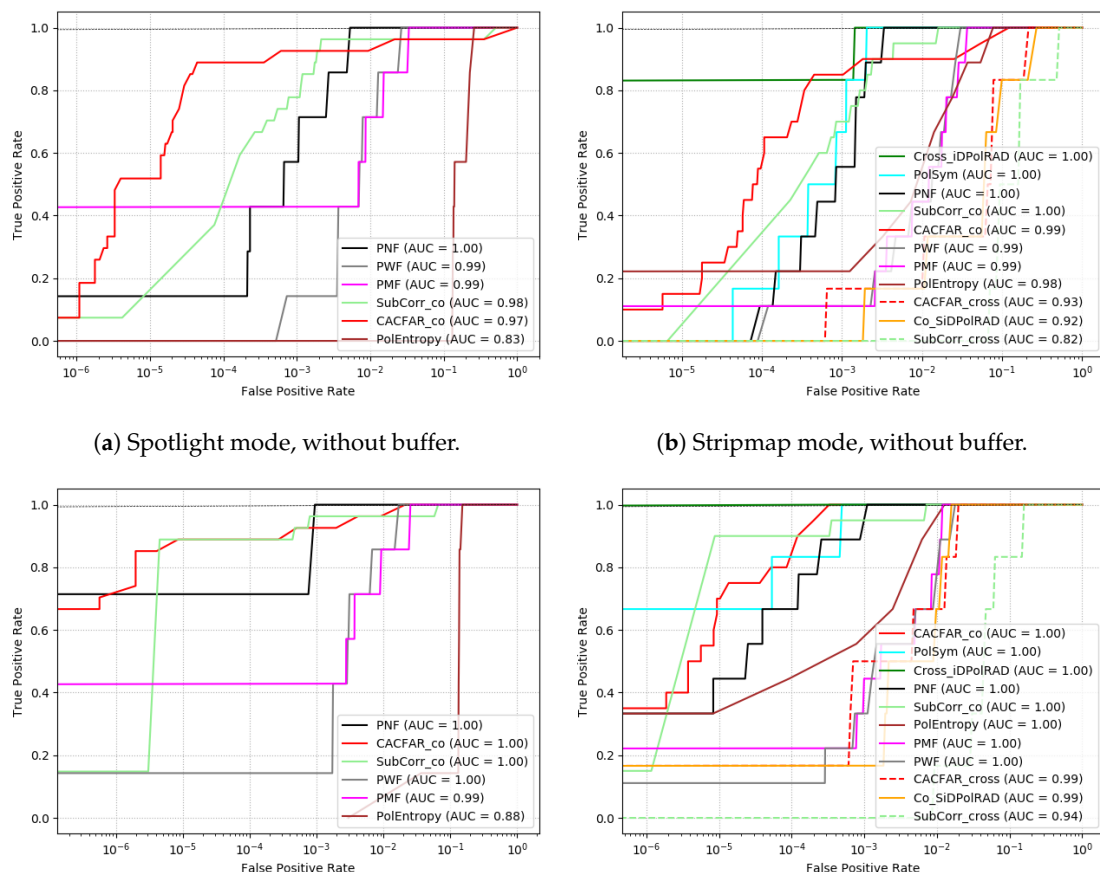 1.0
0.8
0.6
0.4
0.2
0.0
True Positive Rate
PNF (AUC = 1.00)
PWF (AUC = 0.99)
PMF (AUC = 0.99)
SubCorr_co (AUC = 0.98)
CACFAR_co (AUC = 0.97)
PolEntropy (AUC = 0.83)
10⁻⁶ 10⁻⁵ 10⁻⁴ 10⁻³ 10⁻² 10⁻¹ 10⁰
False Positive Rate
(a) Spotlight mode, without buffer.
1.0
0.8
0.6
0.4
0.2
0.0
True Positive Rate
Cross_iDPolRAD (AUC = 1.00)
PolSym (AUC = 1.00)
PNF (AUC = 1.00)
SubCorr_co (AUC = 1.00)
CACFAR_co (AUC = 0.99)
PWF (AUC = 0.99)
PMF (AUC = 0.99)
PolEntropy (AUC = 0.98)
CACFAR_cross (AUC = 0.93)
Co_SiDPolRAD (AUC = 0.92)
SubCorr_cross (AUC = 0.82)
10⁻⁵ 10⁻⁴ 10⁻³ 10⁻² 10⁻¹ 10⁰
False Positive Rate
(b) Stripmap mode, without buffer.
1.0
0.8
0.6
0.4
0.2
0.0
True Positive Rate
PNF (AUC = 1.00)
CACFAR_co (AUC = 1.00)
SubCorr_co (AUC = 1.00)
PWF (AUC = 1.00)
PMF (AUC = 0.99)
PolEntropy (AUC = 0.88)
10⁻⁶ 10⁻⁵ 10⁻⁴ 10⁻³ 10⁻² 10⁻¹ 10⁰
False Positive Rate
1.0
0.8
0.6
0.4
0.2
0.0
True Positive Rate
CACFAR_co (AUC = 1.00)
PolSym (AUC = 1.00)
Cross_iDPolRAD (AUC = 1.00)
PNF (AUC = 1.00)
SubCorr_co (AUC = 1.00)
PolEntropy (AUC = 1.00)
PMF (AUC = 1.00)
PWF (AUC = 1.00)
CACFAR_cross (AUC = 0.99)
Co_SiDPolRAD (AUC = 0.99)
SubCorr_cross (AUC = 0.94)
10⁻⁶ 10⁻⁵ 10⁻⁴ 10⁻³ 10⁻² 10⁻¹ 10⁰
False Positive Rate